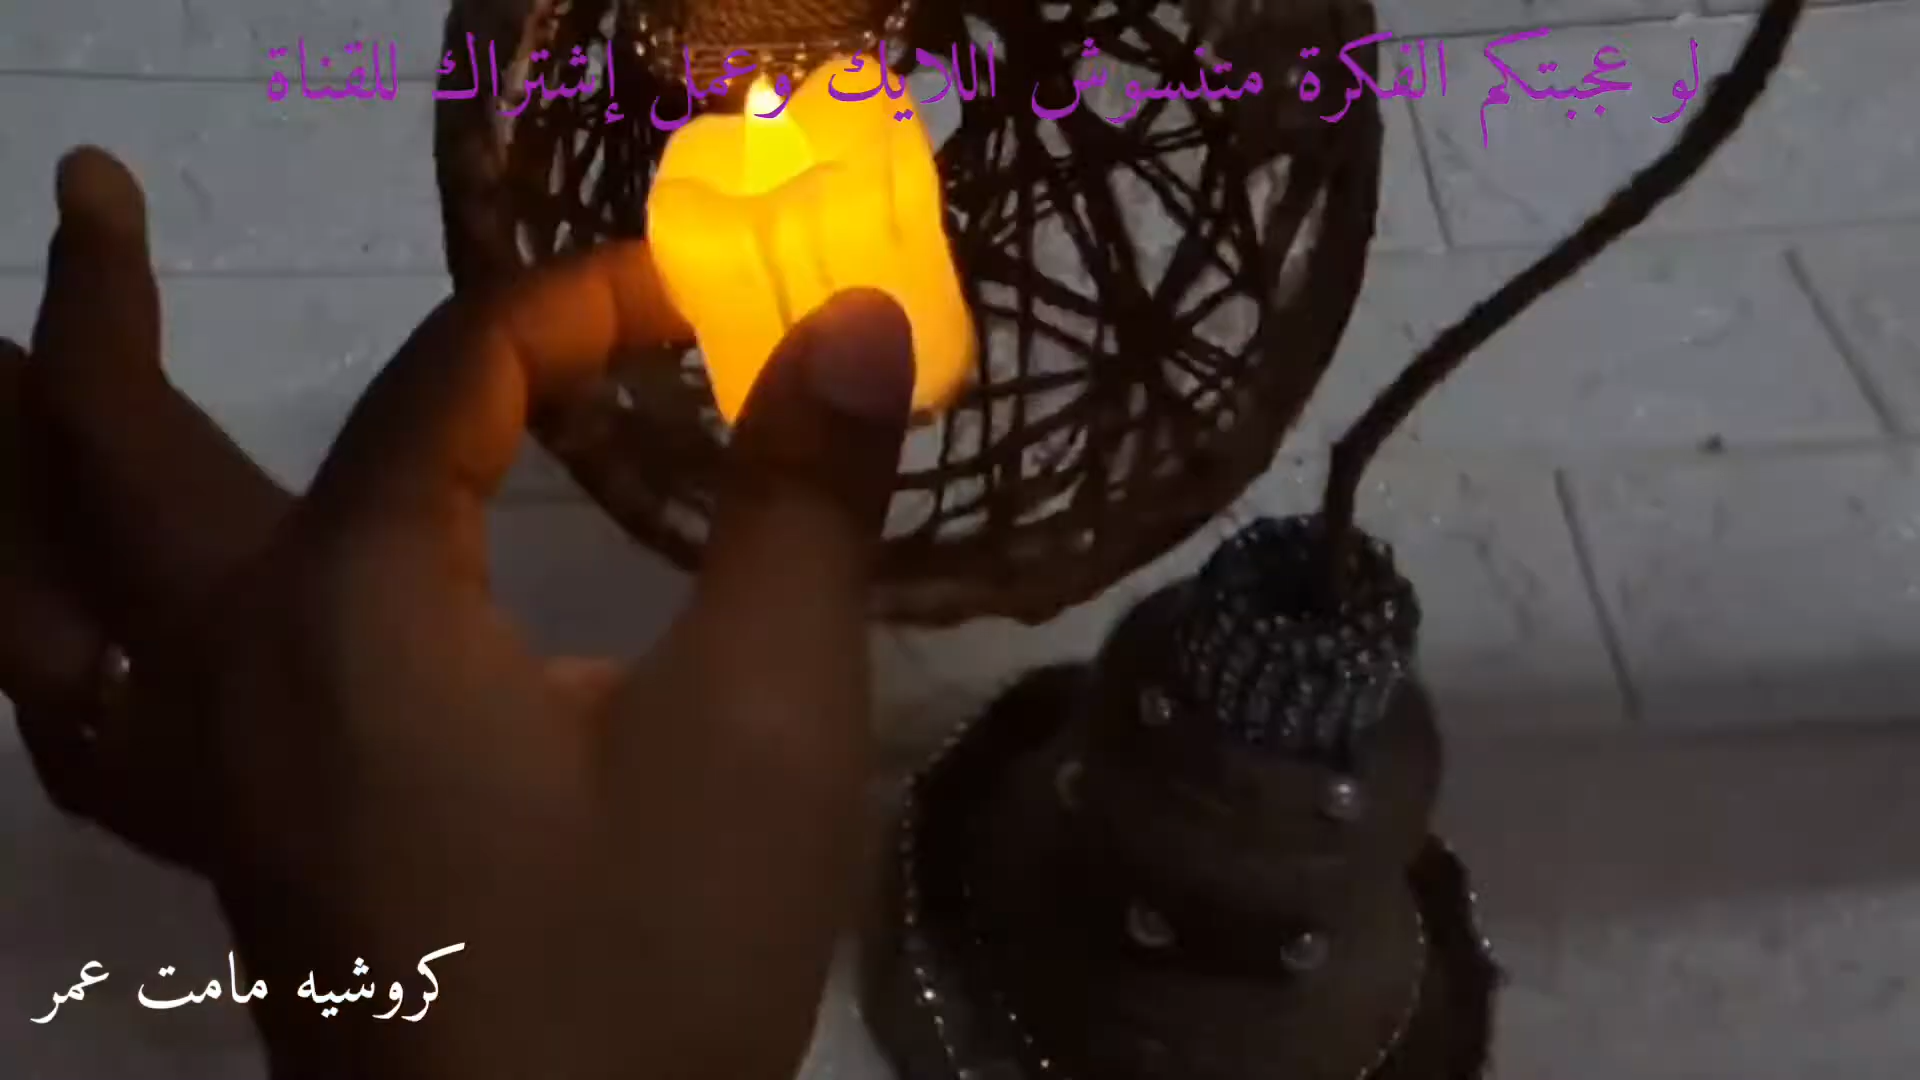 لو عجبتكم الفكرة متنسوش اللايك وعمل إشتراك للقناة
كروشيه مامت عمر